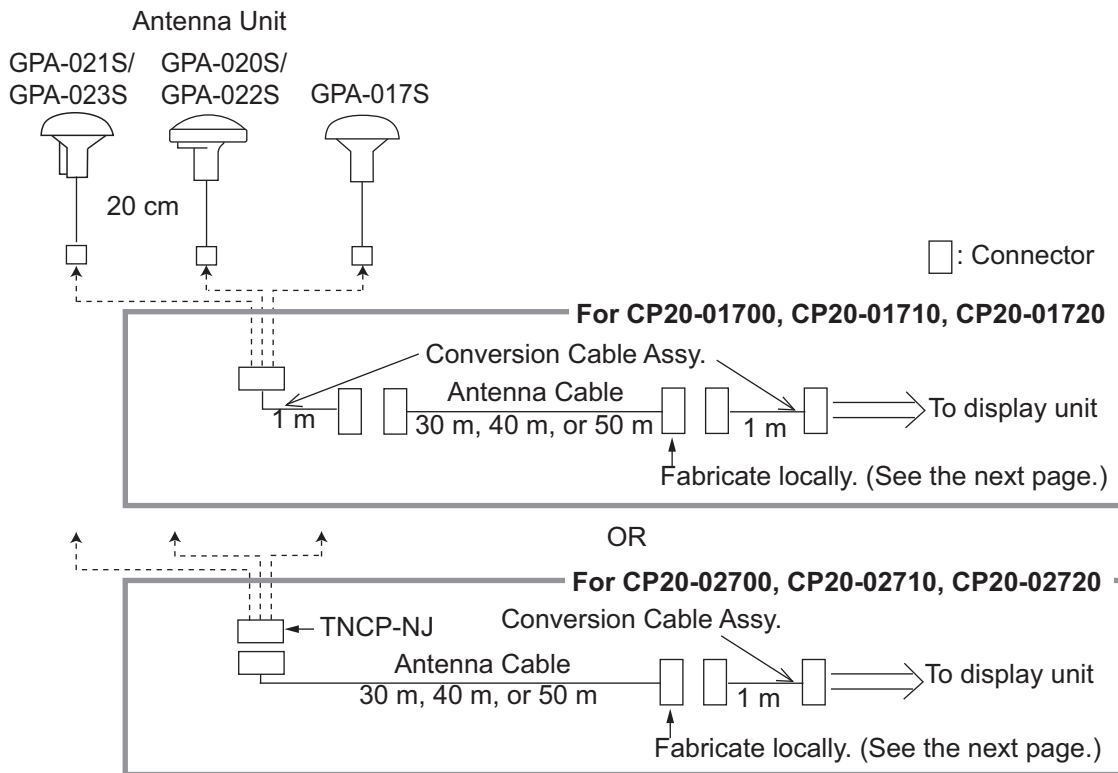 Antenna Unit
GPA-021S/
GPA-023S
GPA-020S/
GPA-022S
GPA-017S
20 cm
: Connector
For CP20-01700, CP20-01710, CP20-01720
Conversion Cable Assy.
Antenna Cable
1 m
30 m, 40 m, or 50 m
1 m
To display unit
Fabricate locally. (See the next page.)
OR
For CP20-02700, CP20-02710, CP20-02720
TNCP-NJ
Conversion Cable Assy.
Antenna Cable
30 m, 40 m, or 50 m
1 m
To display unit
Fabricate locally. (See the next page.)